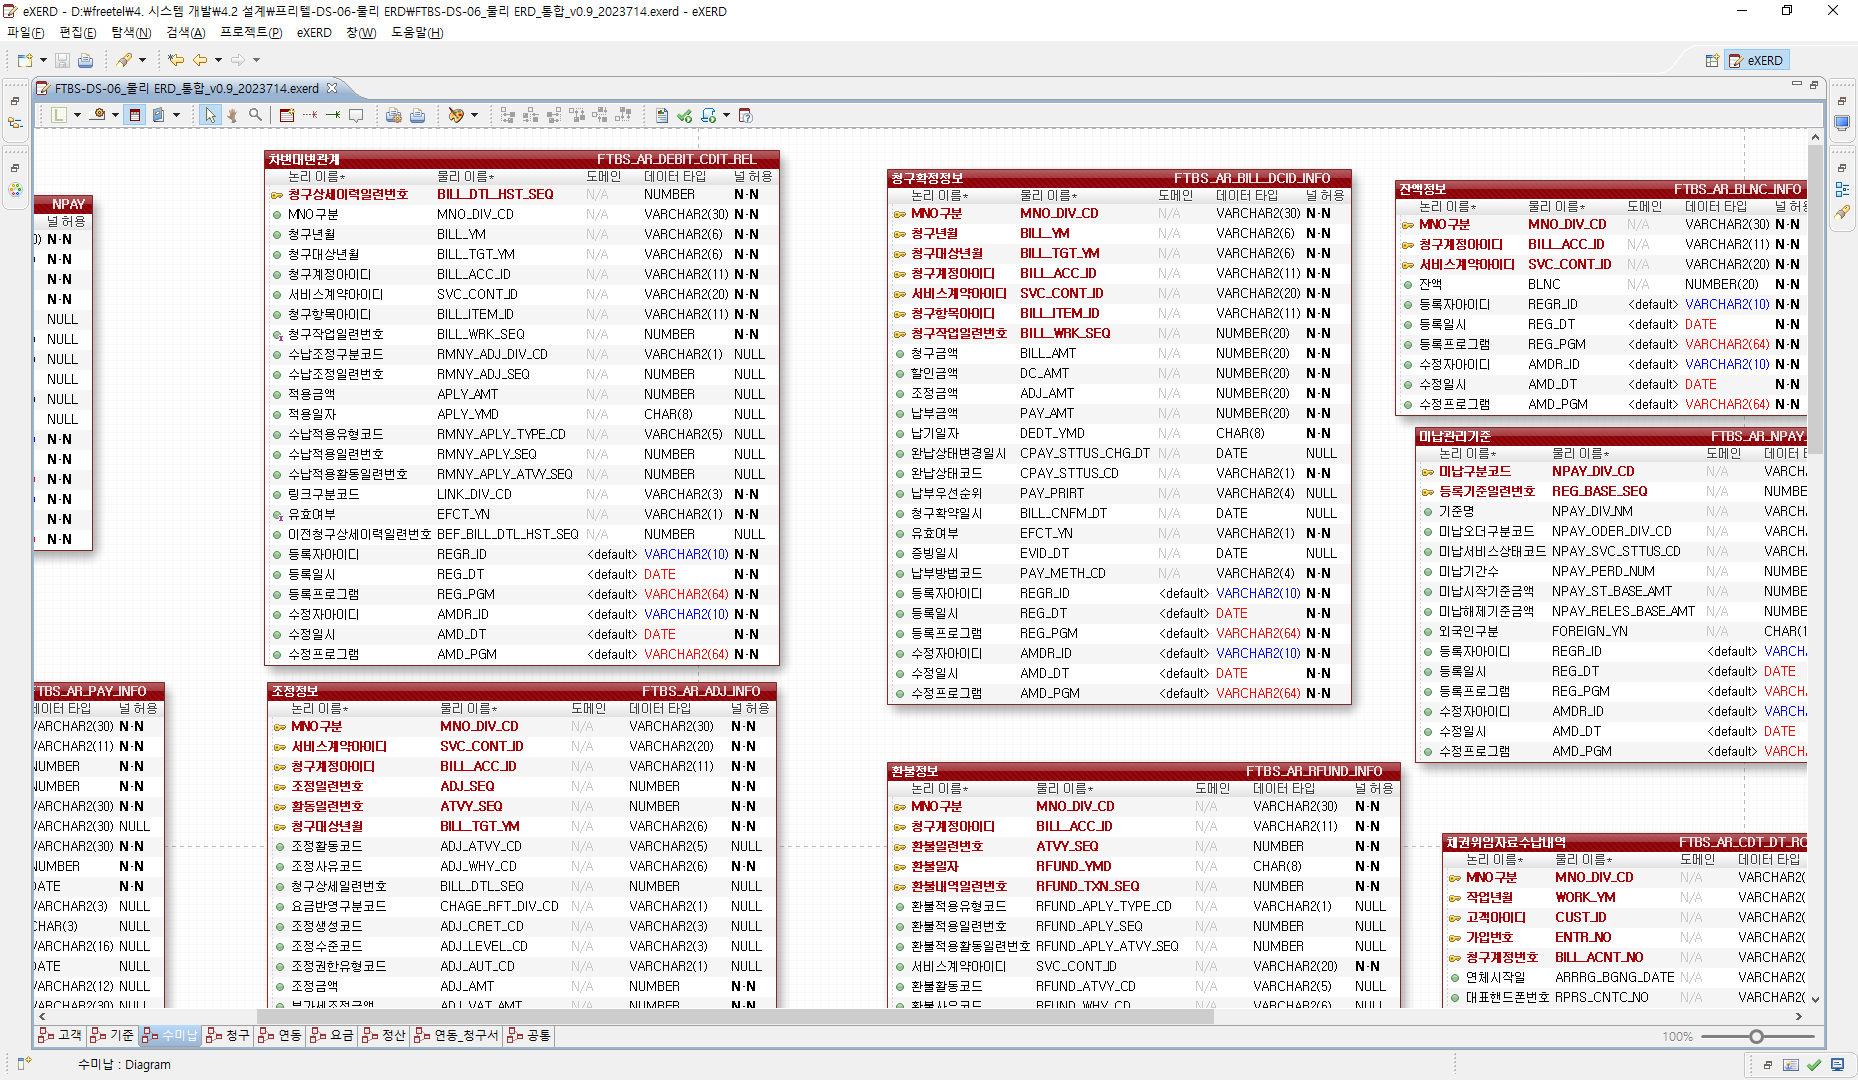 eXERD - D:₩freetel₩4. 시스템 개발₩4.2 설계₩프리텔-DS-06-물리 ERD₩FTBS-DS-06_물리 ERD_통합_v0.9_2023714.exerd - eXERD
파일(F) 편집(E) 탐색(N) 검색(A) 프로젝트(P) eXERD 창(W) 도움말(H)
eXERD
FTBS-DS-06_물리 ERD_통합_v0.9_2023714.exerd
NPAY
널 허용
N-N
N-N
N-N
N-N
NULL
NULL
NULL
NULL
NULL
NULL
N-N
N-N
N-N
N-N
N-N
N-N
차변대변관계 FTBS_AR_DEBIT_CDIT_REL
논리 이름* 물리 이름* 도메인 데이터 타입 널 허용
청구상세이력일련번호 BILL_DTL_HST_SEQ N/A NUMBER N-N
MNO구분 MNO_DIV_CD N/A VARCHAR2(30) N-N
청구년월 BILL_YM N/A VARCHAR2(6) N-N
청구대상년월 BILL_TGT_YM N/A VARCHAR2(6) N-N
청구계정아이디 BILL_ACC_ID N/A VARCHAR2(11) N-N
서비스계약아이디 SVC_CONT_ID N/A VARCHAR2(20) N-N
청구항목아이디 BILL_ITEM_ID N/A VARCHAR2(11) N-N
청구작업일련번호 BILL_WRK_SEQ N/A NUMBER N-N
수납조정구분코드 RMNY_ADJ_DIV_CD N/A VARCHAR2(1) NULL
수납조정일련번호 RMNY_ADJ_SEQ N/A NUMBER NULL
적용금액 APLY_AMT N/A NUMBER NULL
적용일자 APLY_YMD N/A CHAR(8) NULL
수납적용유형코드 RMNY_APLY_TYPE_CD N/A VARCHAR2(5) NULL
수납적용일련번호 RMNY_APLY_SEQ N/A NUMBER NULL
수납적용활동일련번호 RMNY_APLY_ATVY_SEQ N/A NUMBER NULL
링크구분코드 LINK_DIV_CD N/A VARCHAR2(3) N-N
유효여부 EFCT_YN N/A VARCHAR2(1) N-N
이전청구상세이력일련번호 BEF_BILL_DTL_HST_SEQ N/A NUMBER NULL
등록자아이디 REGR_ID <default> VARCHAR2(10) N-N
등록일시 REG_DT <default> DATE N-N
등록프로그램 REG_PGM <default> VARCHAR2(64) N-N
수정자아이디 AMDR_ID <default> VARCHAR2(10) N-N
수정일시 AMD_DT <default> DATE N-N
수정프로그램 AMD_PGM <default> VARCHAR2(64) N-N
청구확정정보 FTBS_AR_BILL_DCID_INFO
논리 이름* 물리 이름* 도메인 데이터 타입 널 허용
MNO구분 MNO_DIV_CD N/A VARCHAR2(30) N-N
청구년월 BILL_YM N/A VARCHAR2(6) N-N
청구대상년월 BILL_TGT_YM N/A VARCHAR2(6) N-N
청구계정아이디 BILL_ACC_ID N/A VARCHAR2(11) N-N
서비스계약아이디 SVC_CONT_ID N/A VARCHAR2(20) N-N
청구항목아이디 BILL_ITEM_ID N/A VARCHAR2(11) N-N
청구작업일련번호 BILL_WRK_SEQ N/A NUMBER(20) N-N
청구금액 BILL_AMT N/A NUMBER(20) N-N
할인금액 DC_AMT N/A NUMBER(20) N-N
조정금액 ADJ_AMT N/A NUMBER(20) N-N
납부금액 PAY_AMT N/A NUMBER(20) N-N
납기일자 DEDT_YMD N/A CHAR(8) N-N
완납상태변경일시 CPAY_STTUS_CHG_DT N/A DATE NULL
완납상태코드 CPAY_STTUS_CD N/A VARCHAR2(1) N-N
납부우선순위 PAY_PRIRT N/A VARCHAR2(4) NULL
청구확약일시 BILL_CNFM_DT N/A DATE NULL
유효여부 EFCT_YN N/A VARCHAR2(1) N-N
증빙일시 EVID_DT N/A DATE NULL
납부방법코드 PAY_METH_CD N/A VARCHAR2(4) N-N
등록자아이디 REGR_ID <default> VARCHAR2(10) N-N
등록일시 REG_DT <default> DATE N-N
등록프로그램 REG_PGM <default> VARCHAR2(64) N-N
수정자아이디 AMDR_ID <default> VARCHAR2(10) N-N
수정일시 AMD_DT <default> DATE N-N
수정프로그램 AMD_PGM <default> VARCHAR2(64) N-N
잔액정보 FTBS_AR_BLNC_INFO
논리 이름* 물리 이름* 도메인 데이터 타입 널 허용
MNO구분 MNO_DIV_CD N/A VARCHAR2(30) N-N
청구계정아이디 BILL_ACC_ID N/A VARCHAR2(11) N-N
서비스계약아이디 SVC_CONT_ID N/A VARCHAR2(20) N-N
잔액 BLNC N/A NUMBER(20) N-N
등록자아이디 REGR_ID <default> VARCHAR2(10) N-N
등록일시 REG_DT <default> DATE N-N
등록프로그램 REG_PGM <default> VARCHAR2(64) N-N
수정자아이디 AMDR_ID <default> VARCHAR2(10) N-N
수정일시 AMD_DT <default> DATE N-N
수정프로그램 AMD_PGM <default> VARCHAR2(64) N-N
미납관리기준 FTBS_AR_NPAY_
논리 이름* 물리 이름* 도메인 데이터 타
미납구분코드 NPAY_DIV_CD N/A VARCH
등록기준일련번호 REG_BASE_SEQ N/A NUMBE
기준명 NPAY_DIV_NM N/A VARCH
미납오더구분코드 NPAY_ODER_DIV_CD N/A VARCH
미납서비스상태코드 NPAY_SVC_STTUS_CD N/A VARCH
미납기간수 NPAY_PERD_NUM N/A NUMBE
미납시작기준금액 NPAY_ST_BASE_AMT N/A NUMBE
미납해제기준금액 NPAY_RELES_BASE_AMT N/A NUMBE
외국인구분 FOREIGN_YN N/A CHAR(1
등록자아이디 REGR_ID <default> VARCH
등록일시 REG_DT <default> DATE
등록프로그램 REG_PGM <default> VARCH
수정자아이디 AMDR_ID <default> VARCH
수정일시 AMD_DT <default> DATE
수정프로그램 AMD_PGM <default> VARCH
FTBS_AR_PAY_INFO
데이터 타입 널 허용
VARCHAR2(30) N-N
VARCHAR2(11) N-N
NUMBER N-N
NUMBER N-N
VARCHAR2(30) N-N
VARCHAR2(30) NULL
VARCHAR2(30) N-N
NUMBER N-N
DATE N-N
VARCHAR2(3) NULL
CHAR(3) NULL
VARCHAR2(16) NULL
DATE NULL
VARCHAR2(12) NULL
VARCHAR2(30) NULL
조정정보 FTBS_AR_ADJ_INFO
논리 이름* 물리 이름* 도메인 데이터 타입 널 허용
MNO구분 MNO_DIV_CD N/A VARCHAR2(30) N-N
서비스계약아이디 SVC_CONT_ID N/A VARCHAR2(20) N-N
청구계정아이디 BILL_ACC_ID N/A VARCHAR2(11) N-N
조정일련번호 ADJ_SEQ N/A NUMBER N-N
활동일련번호 ATVY_SEQ N/A NUMBER N-N
청구대상년월 BILL_TGT_YM N/A VARCHAR2(6) N-N
조정활동코드 ADJ_ATVY_CD N/A VARCHAR2(5) NULL
조정사유코드 ADJ_WHY_CD N/A VARCHAR2(6) N-N
청구상세일련번호 BILL_DTL_SEQ N/A NUMBER NULL
요금반영구분코드 CHAGE_RFT_DIV_CD N/A VARCHAR2(1) NULL
조정생성코드 ADJ_CRET_CD N/A VARCHAR2(3) NULL
조정수준코드 ADJ_LEVEL_CD N/A VARCHAR2(3) NULL
조정권한유형코드 ADJ_AUT_CD N/A VARCHAR2(1) NULL
조정금액 ADJ_AMT N/A NUMBER N-N
부가세조정금액 ADJ_VAT_AMT N/A NUMBER N-N
환불정보 FTBS_AR_RFUND_INFO
논리 이름* 물리 이름* 도메인 데이터 타입 널 허용
MNO구분 MNO_DIV_CD N/A VARCHAR2(30) N-N
청구계정아이디 BILL_ACC_ID N/A VARCHAR2(11) N-N
환불일련번호 ATVY_SEQ N/A NUMBER N-N
환불일자 RFUND_YMD N/A CHAR(8) N-N
환불내역일련번호 RFUND_TXN_SEQ N/A NUMBER N-N
환불적용유형코드 RFUND_APLY_TYPE_CD N/A VARCHAR2(1) NULL
환불적용일련번호 RFUND_APLY_SEQ N/A NUMBER NULL
환불적용활동일련번호 RFUND_APLY_ATVY_SEQ N/A NUMBER NULL
서비스계약아이디 SVC_CONT_ID N/A VARCHAR2(20) N-N
환불활동코드 RFUND_ATVY_CD N/A VARCHAR2(5) NULL
환불사유코드 RFUND_WHY_CD N/A VARCHAR2(6) NULL
채권위임자료수납내역 FTBS_AR_CDT_DT_RC
논리 이름* 물리 이름* 도메인 데이터 타입
MNO구분 MNO_DIV_CD N/A VARCHAR2(
작업년월 WORK_YM N/A VARCHAR2(
고객아이디 CUST_ID N/A VARCHAR2(
가입번호 ENTR_NO N/A VARCHAR2(
청구계정번호 BILL_ACNT_NO N/A VARCHAR2(
연체시작일 ARRRG_BGNG_DATE N/A VARCHAR2(
대표핸드폰번호 RPRS_CNTC_NO N/A VARCHAR2(
고객 기준 수미납 청구 연동 요금 정산 연동_청구서 공통
100%
수미납 : Diagram